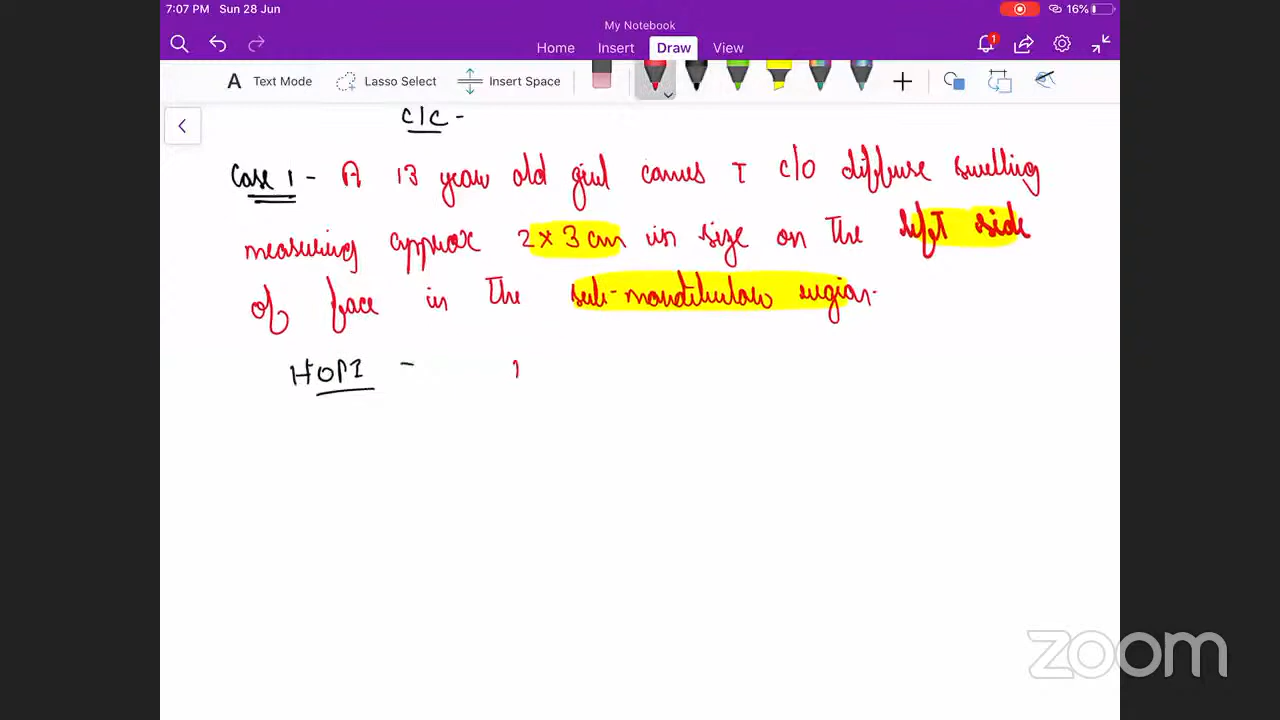 7:07 PM Sun 28 Jun 16%
My Notebook
Home Insert Draw View 1
A Text Mode Lasso Select Insert Space
C/C -
Case 1 - A 13 year old girl comes c̄ c/o diffuse swelling
measuring approx 2 x 3 cm in size on the left side
of face in the sub-mandibular region.
HOPI -
zoom